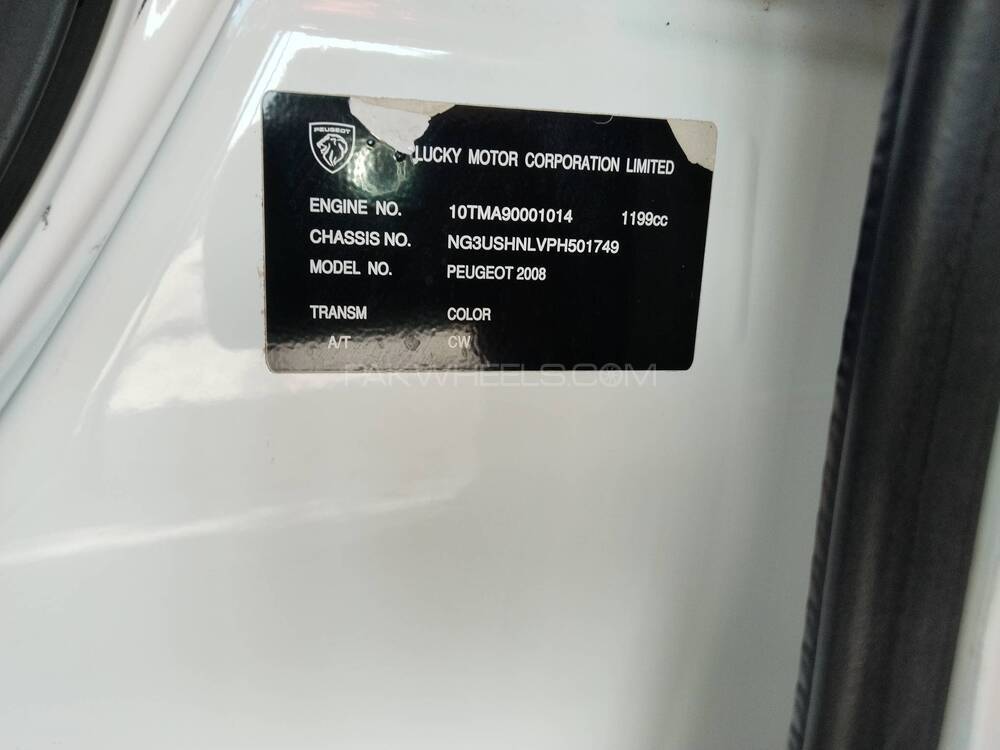 PEUGEOT
LUCKY MOTOR CORPORATION LIMITED
ENGINE NO. 10TMA90001014 1199cc
CHASSIS NO. NG3USHNLVPH501749
MODEL NO. PEUGEOT 2008
TRANSM COLOR
A/T CW
PAKWHEELS.COM